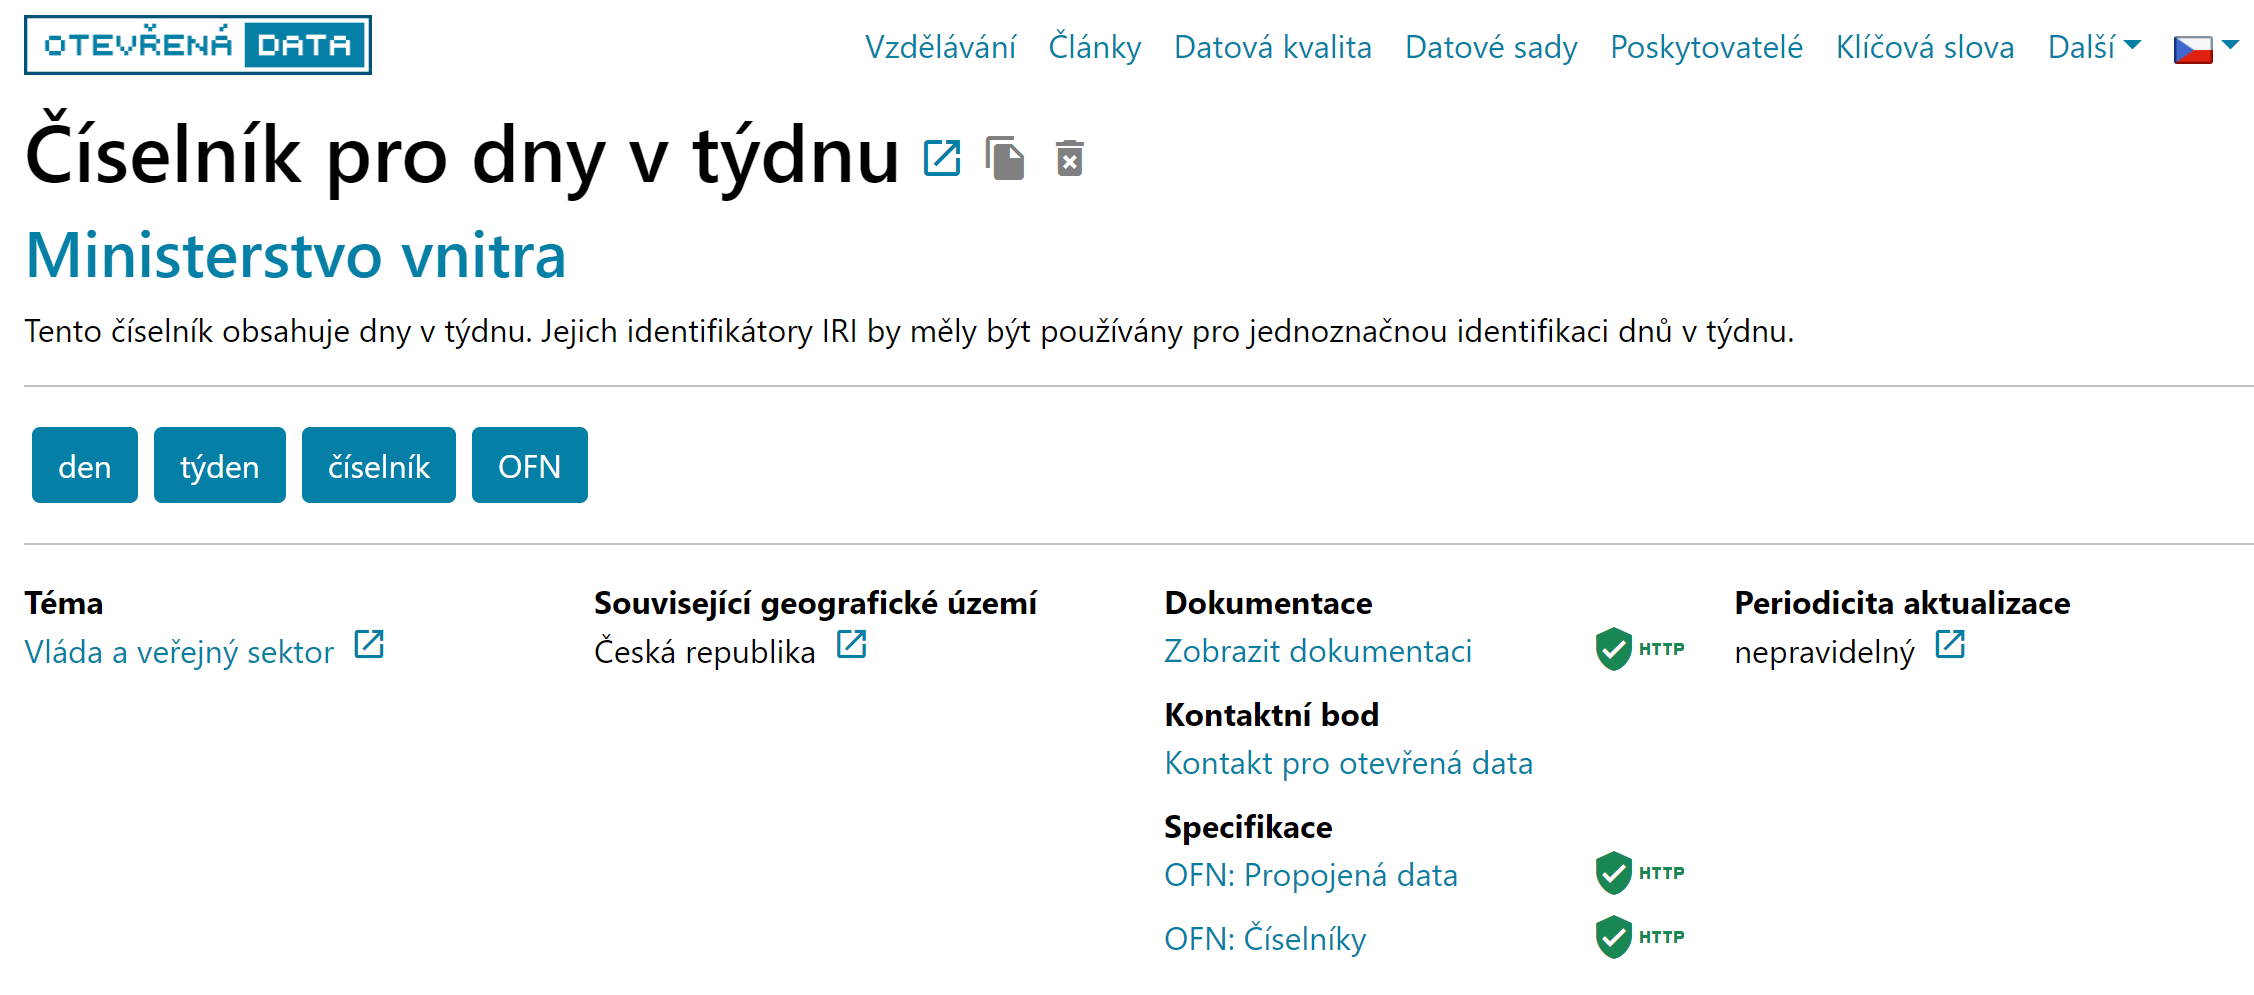 OTEVŘENÁ DATA
Vzdělávání Články Datová kvalita Datové sady Poskytovatelé Klíčová slova Další
Číselník pro dny v týdnu
Ministerstvo vnitra
Tento číselník obsahuje dny v týdnu. Jejich identifikátory IRI by měly být používány pro jednoznačnou identifikaci dnů v týdnu.
den týden číselník OFN
Téma
Vláda a veřejný sektor
Související geografické území
Česká republika
Dokumentace
Zobrazit dokumentaci HTTP
Kontaktní bod
Kontakt pro otevřená data
Specifikace
OFN: Propojená data HTTP
OFN: Číselníky HTTP
Periodicita aktualizace
nepravidelný